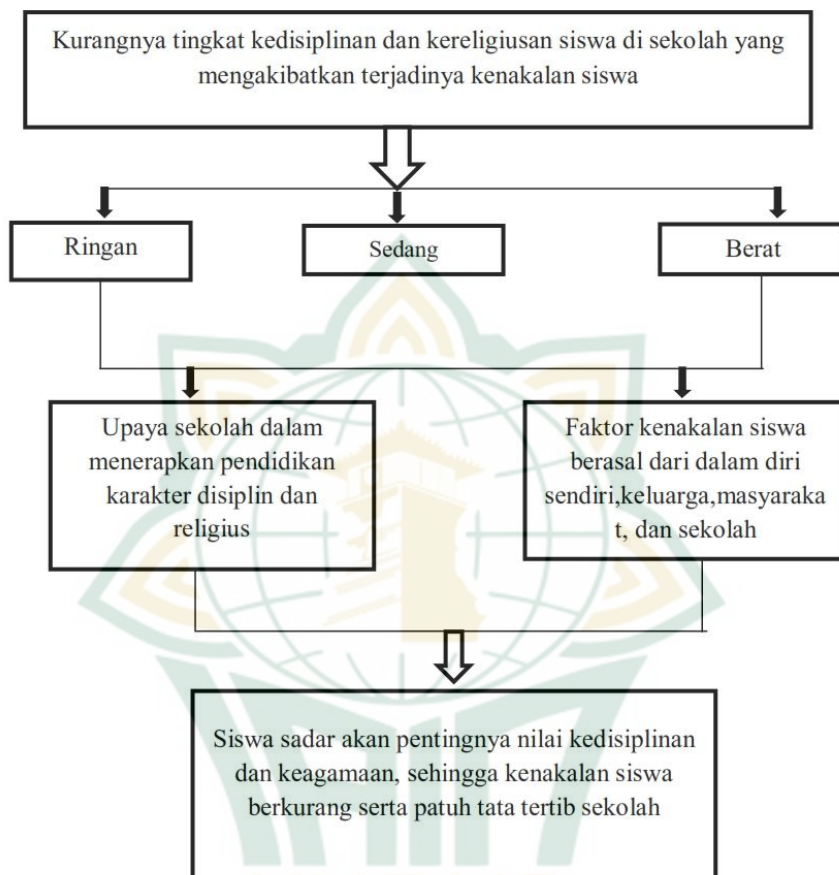 Kurangnya tingkat kedisiplinan dan kereligiusan siswa di sekolah yang
mengakibatkan terjadinya kenakalan siswa
Ringan
Sedang
Berat
Upaya sekolah dalam
menerapkan pendidikan
karakter disiplin dan
religius
Faktor kenakalan siswa
berasal dari dalam diri
sendiri,keluarga,masyaraka
t, dan sekolah
Siswa sadar akan pentingnya nilai kedisiplinan
dan keagamaan, sehingga kenakalan siswa
berkurang serta patuh tata tertib sekolah